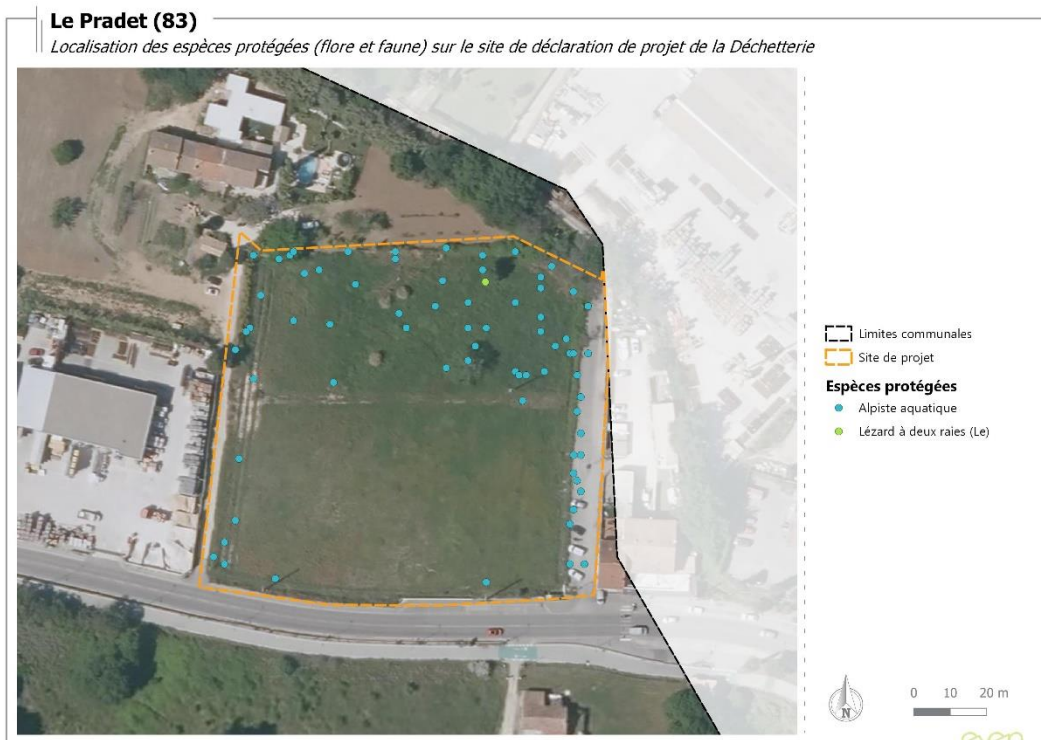 Le Pradet (83)
Localisation des espèces protégées (flore et faune) sur le site de déclaration de projet de la Déchetterie
Limites communales
Site de projet
Espèces protégées
Alpiste aquatique
Lézard à deux raies (Le)
N
0 10 20 m